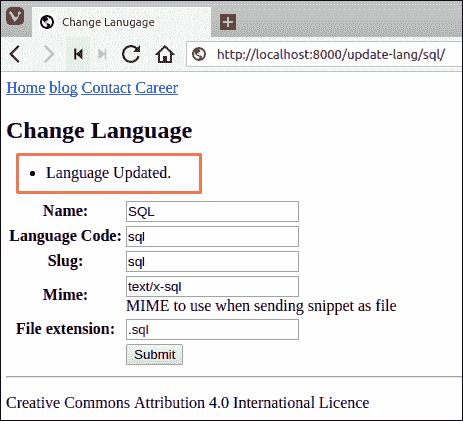 Change Lanugage
http://localhost:8000/update-lang/sql/
Home blog Contact Career
Change Language
Language Updated.
Name: SQL
Language Code: sql
Slug: sql
Mime: text/x-sql
MIME to use when sending snippet as file
File extension: .sql
Submit
Creative Commons Attribution 4.0 International Licence